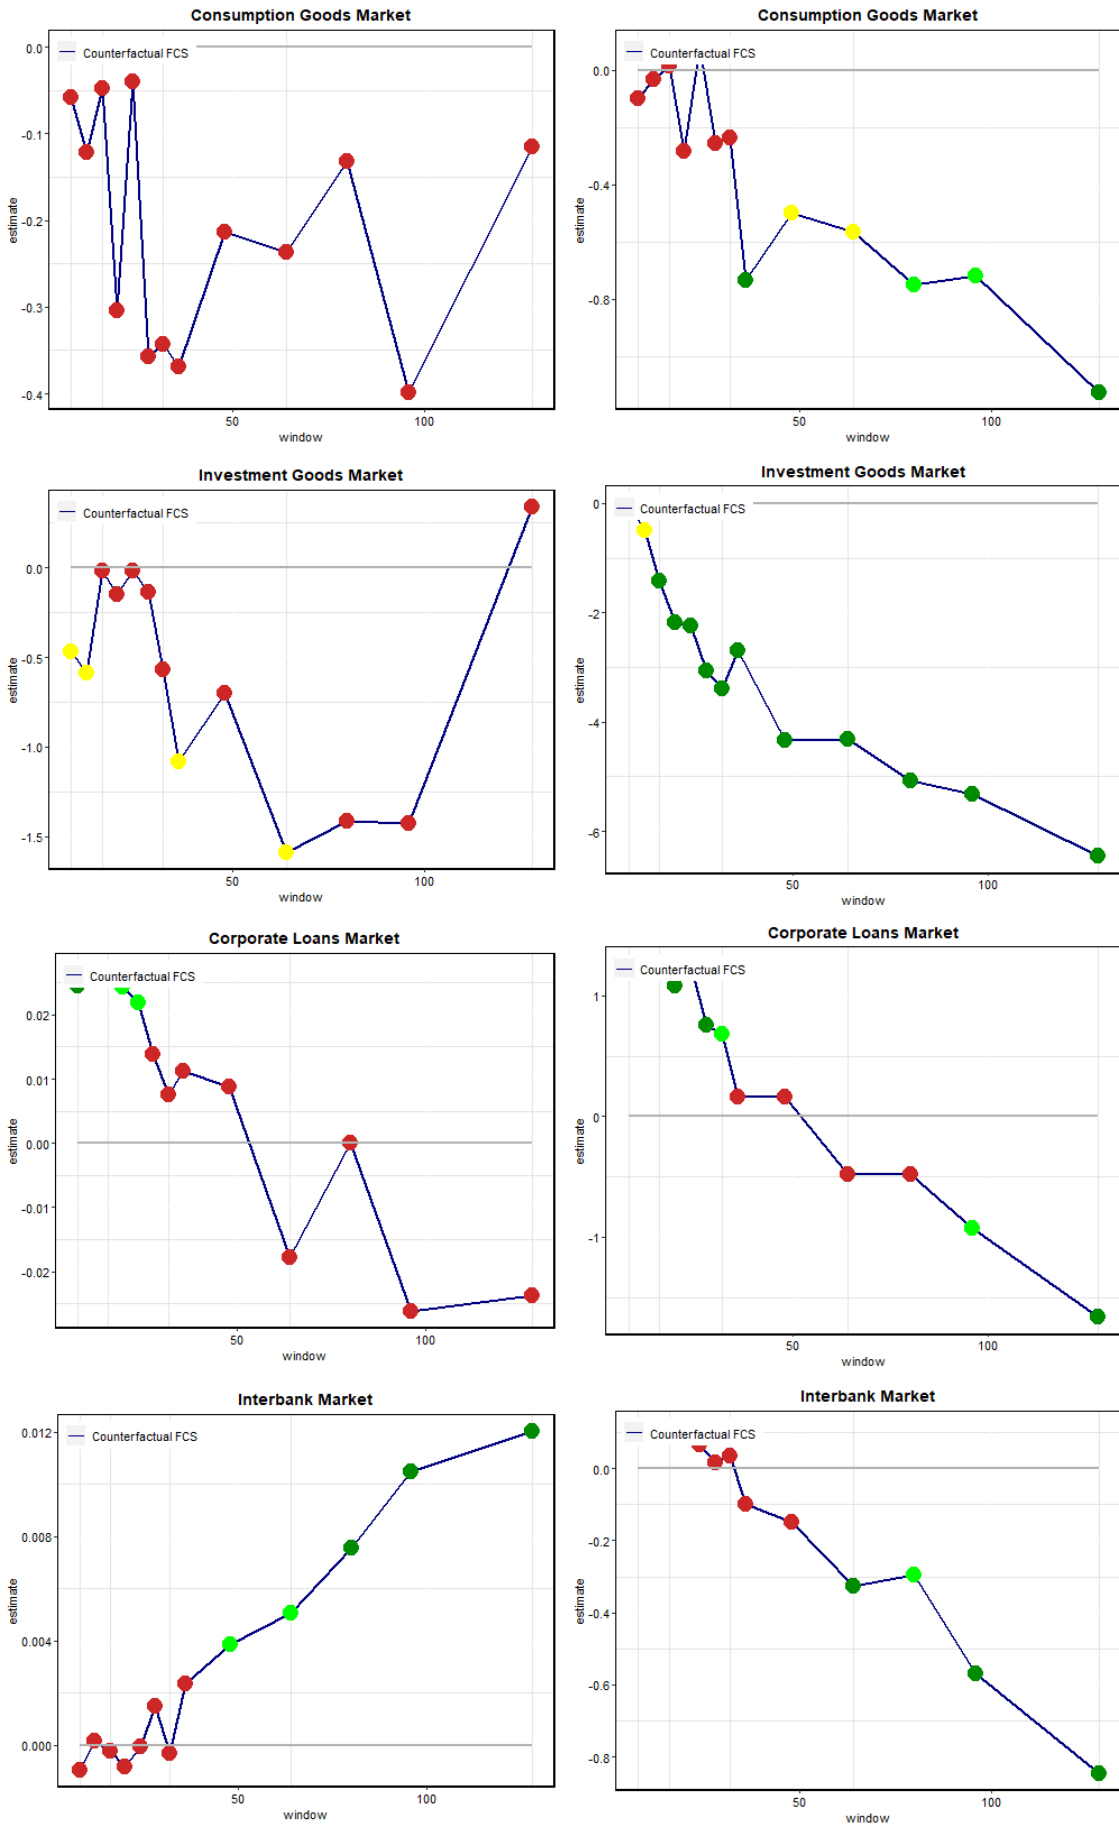 Consumption Goods Market
Counterfactual FCS
0.0
-0.1
-0.2
-0.3
-0.4
estimate
50
100
window
Consumption Goods Market
Counterfactual FCS
0.0
-0.4
-0.8
estimate
50
100
window
Investment Goods Market
Counterfactual FCS
0.0
-0.5
-1.0
-1.5
estimate
50
100
window
Investment Goods Market
Counterfactual FCS
0
-2
-4
-6
estimate
50
100
window
Corporate Loans Market
Counterfactual FCS
0.02
0.01
0.00
-0.01
-0.02
estimate
50
100
window
Corporate Loans Market
Counterfactual FCS
1
0
-1
estimate
50
100
window
Interbank Market
Counterfactual FCS
0.012
0.008
0.004
0.000
estimate
50
100
window
Interbank Market
Counterfactual FCS
0.0
-0.2
-0.4
-0.6
-0.8
estimate
50
100
window